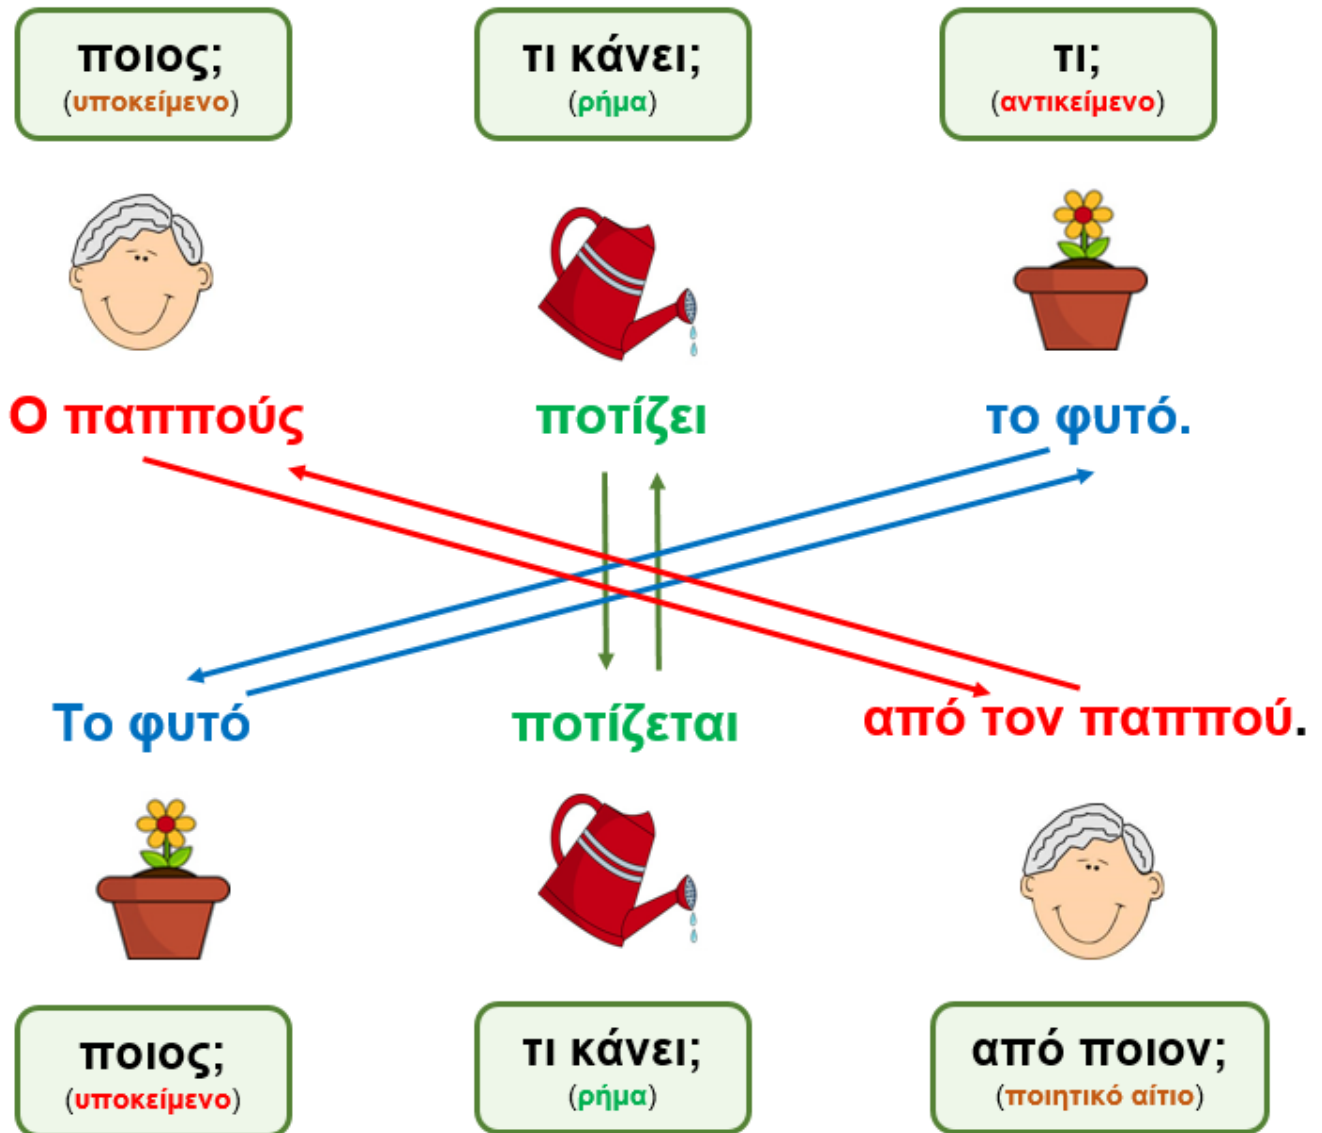 ποιος;
(υποκείμενο)
τι κάνει;
(ρήμα)
τι;
(αντικείμενο)
Ο παππούς ποτίζει το φυτό.
Το φυτό ποτίζεται από τον παππού.
ποιος;
(υποκείμενο)
τι κάνει;
(ρήμα)
από ποιον;
(ποιητικό αίτιο)